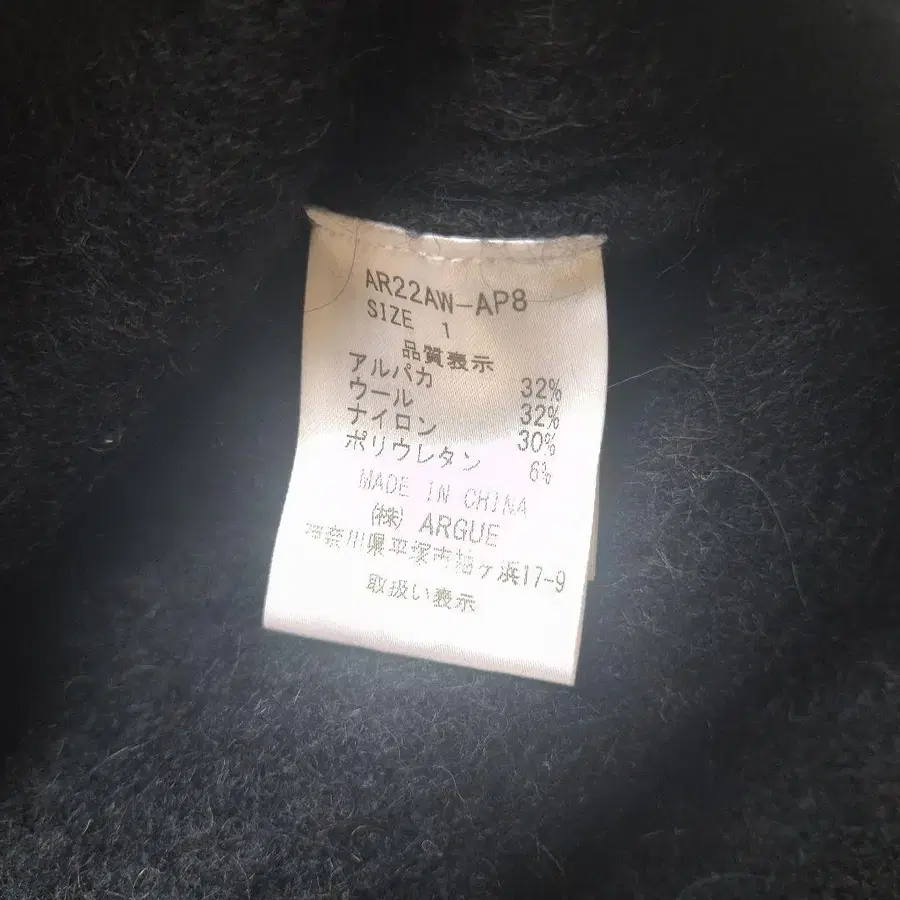 AR22AW-AP8
SIZE 1
品質表示
アルパカ 32%
ウール 32%
ナイロン 30%
ポリウレタン 6%
MADE IN CHINA
(株) ARGUE
神奈川県平塚市袖ヶ浜17-9
取扱い表示